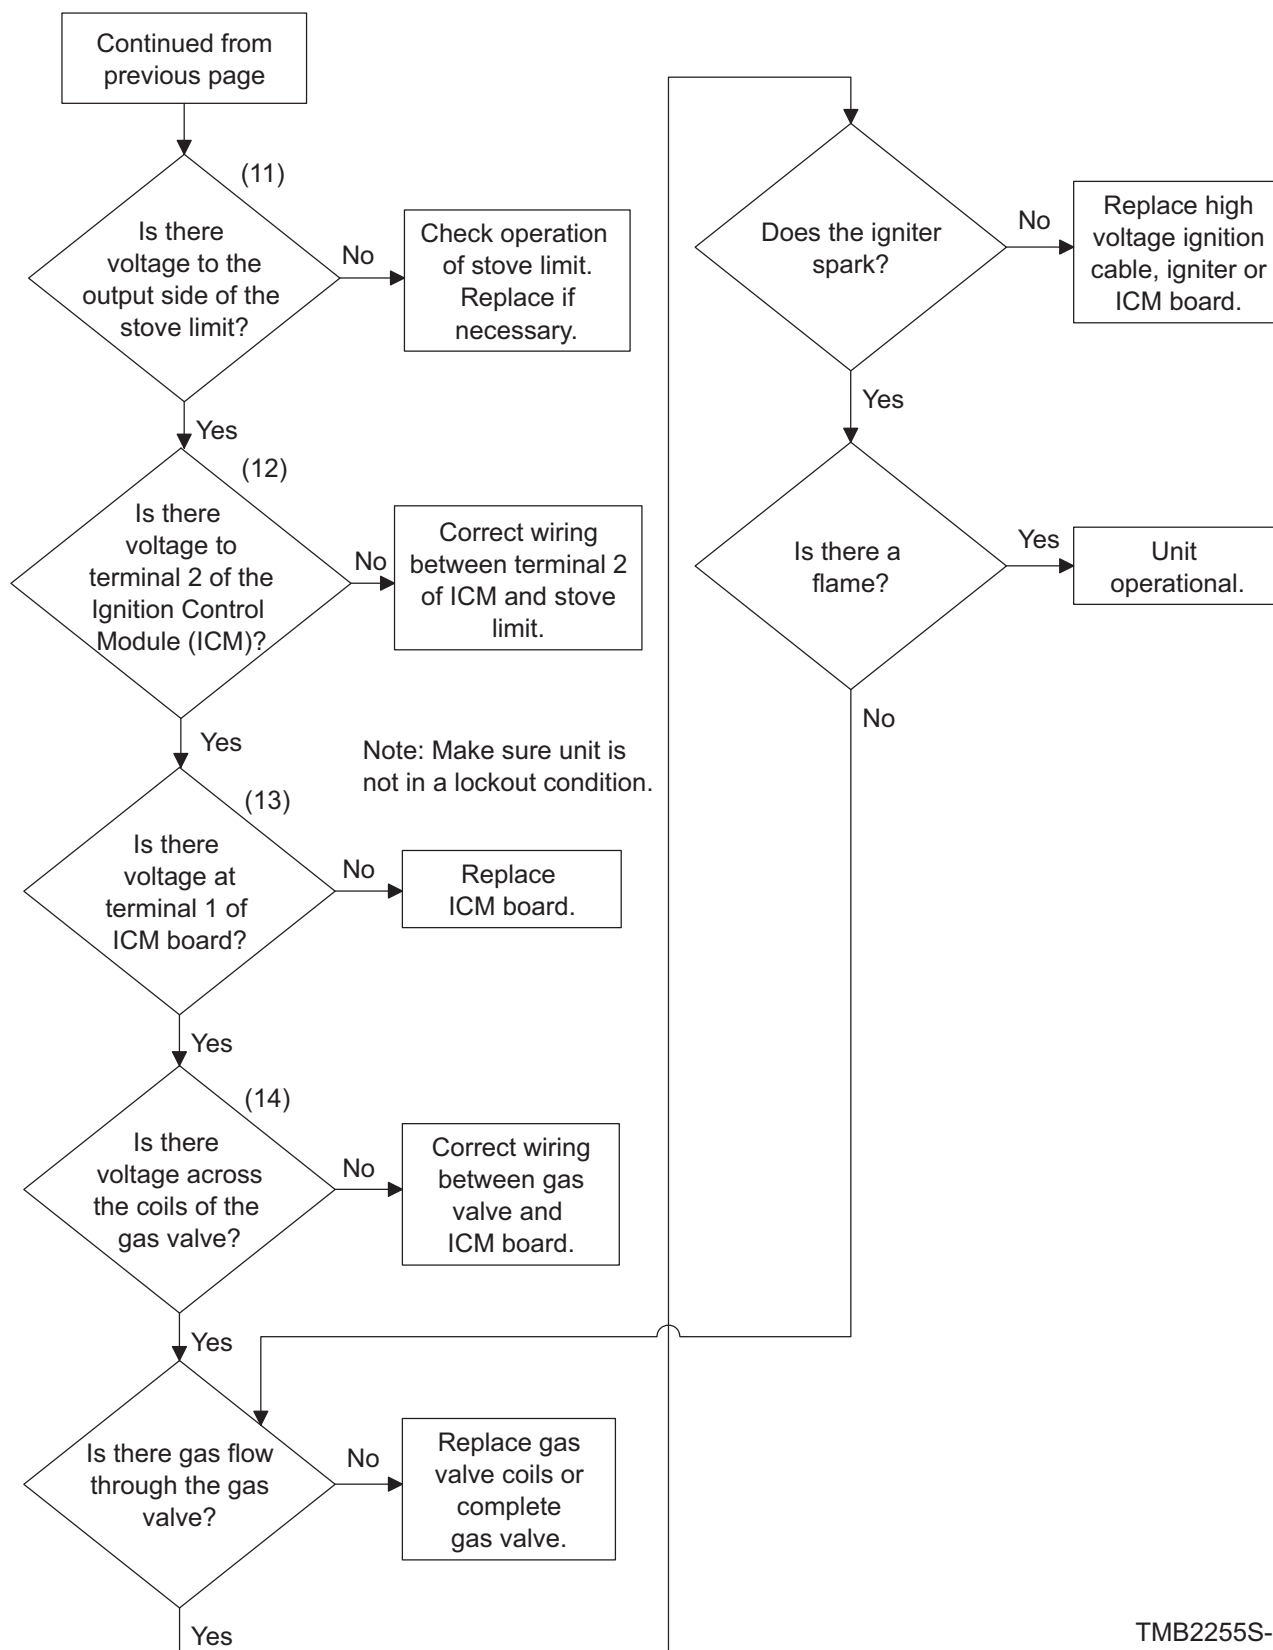 Continued from
previous page
(11)
Is there
voltage to the
output side of the
stove limit?
No
Check operation
of stove limit.
Replace if
necessary.
Yes
(12)
Is there
voltage to
terminal 2 of the
Ignition Control
Module (ICM)?
No
Correct wiring
between terminal 2
of ICM and stove
limit.
Yes
Note: Make sure unit is
not in a lockout condition.
(13)
Is there
voltage at
terminal 1 of
ICM board?
No
Replace
ICM board.
Yes
(14)
Is there
voltage across
the coils of the
gas valve?
No
Correct wiring
between gas
valve and
ICM board.
Yes
Is there gas flow
through the gas
valve?
No
Replace gas
valve coils or
complete
gas valve.
Yes
Does the igniter
spark?
No
Replace high
voltage ignition
cable, igniter or
ICM board.
Yes
Is there a
flame?
Yes
Unit
operational.
No
TMB2255S-